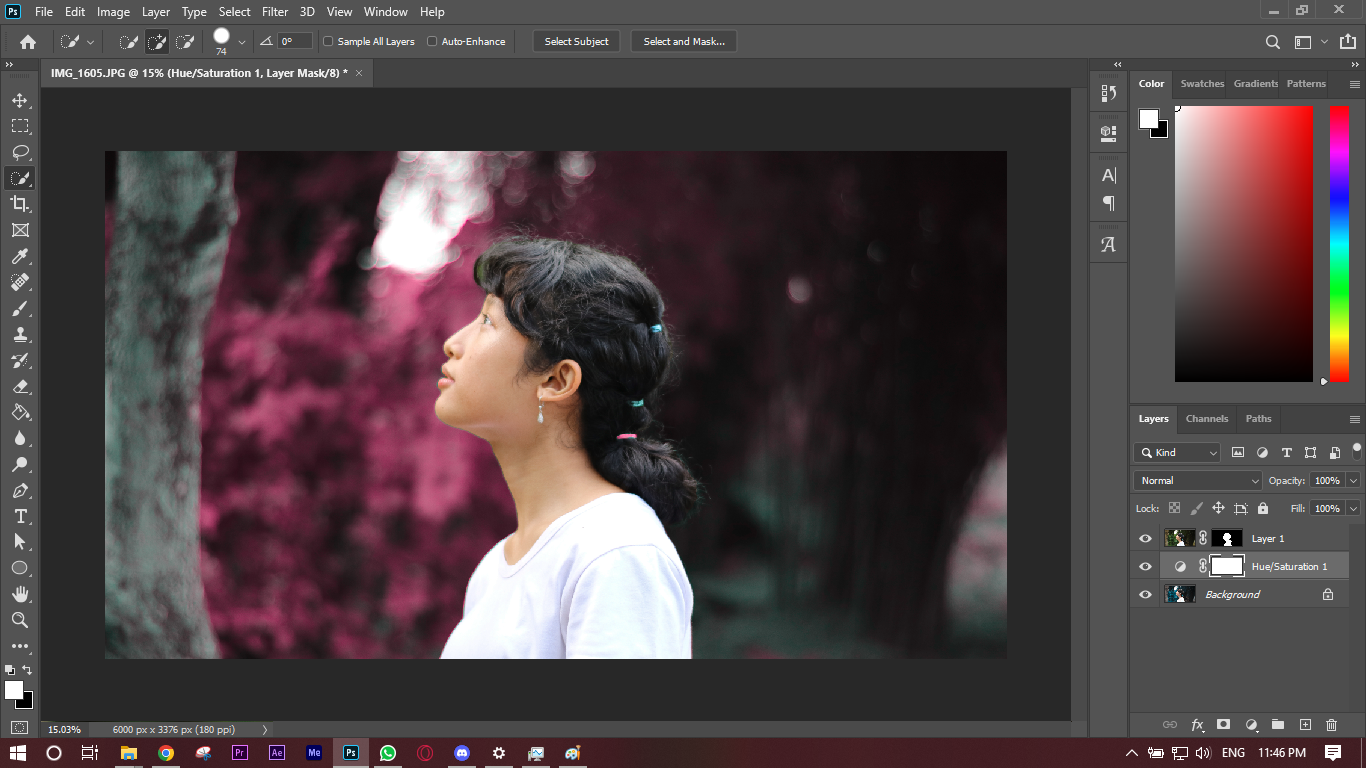 Ps File Edit Image Layer Type Select Filter 3D View Window Help
74 0° Sample All Layers Auto-Enhance Select Subject Select and Mask...
IMG_1605.JPG @ 15% (Hue/Saturation 1, Layer Mask/8) * ×
Color Swatches Gradients Patterns
Layers Channels Paths
Kind
Normal Opacity: 100%
Lock: Fill: 100%
Layer 1
Hue/Saturation 1
Background
15.03% 6000 px x 3376 px (180 ppi)
fx
Pr Ae Me Ps ENG 11:46 PM